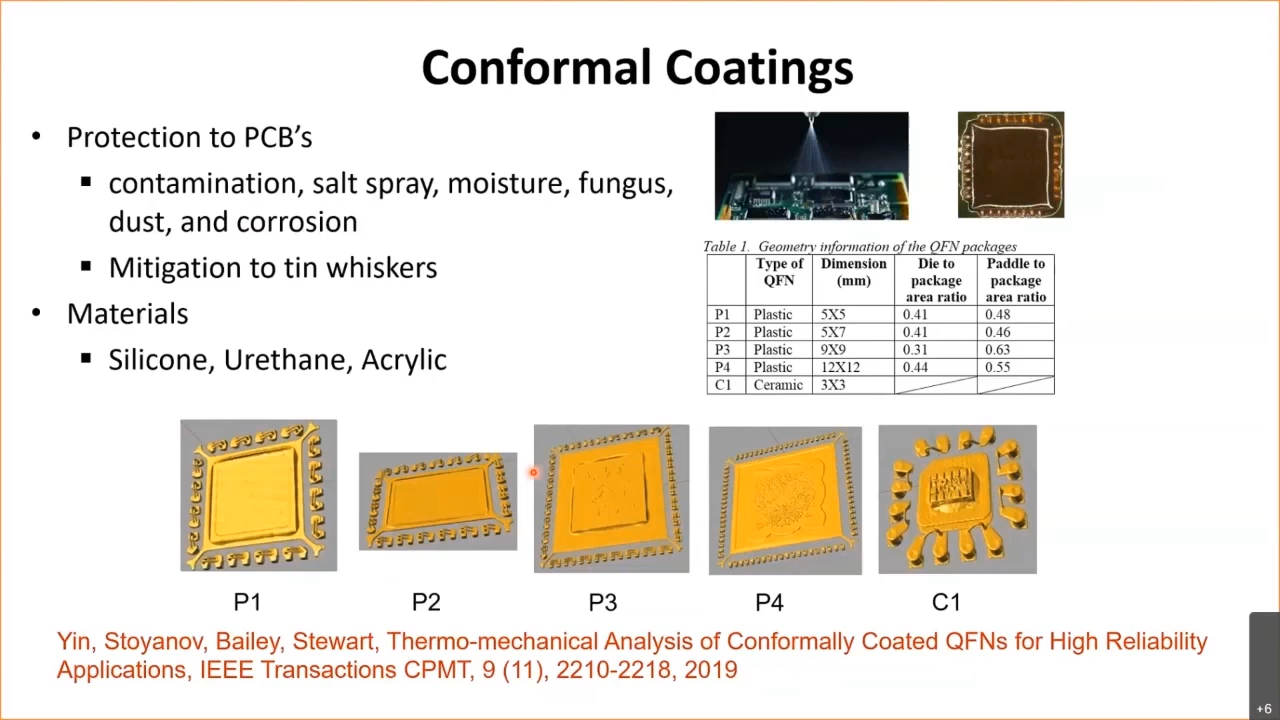 Conformal Coatings
• Protection to PCB's
▪ contamination, salt spray, moisture, fungus,
dust, and corrosion
▪ Mitigation to tin whiskers
• Materials
▪ Silicone, Urethane, Acrylic
Table 1. Geometry information of the QFN packages
Type of QFN Dimension (mm) Die to package area ratio Paddle to package area ratio
P1 Plastic 5X5 0.41 0.48
P2 Plastic 5X7 0.41 0.46
P3 Plastic 9X9 0.31 0.63
P4 Plastic 12X12 0.44 0.55
C1 Ceramic 3X3
P1 P2 P3 P4 C1
Yin, Stoyanov, Bailey, Stewart, Thermo-mechanical Analysis of Conformally Coated QFNs for High Reliability
Applications, IEEE Transactions CPMT, 9 (11), 2210-2218, 2019
+6